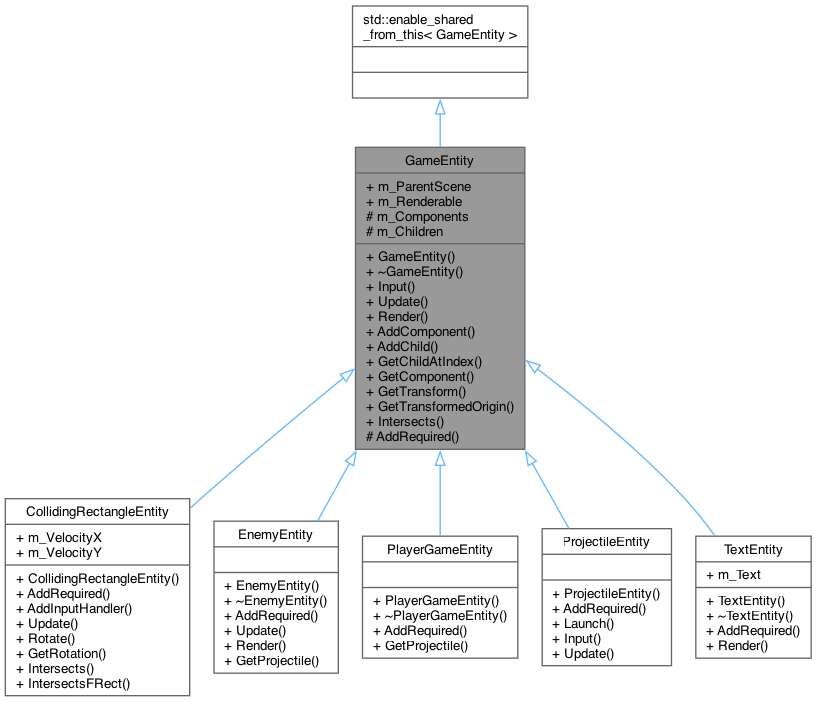 std::enable_shared
_from_this< GameEntity >
GameEntity
+ m_ParentScene
+ m_Renderable
# m_Components
# m_Children
+ GameEntity()
+ ~GameEntity()
+ Input()
+ Update()
+ Render()
+ AddComponent()
+ AddChild()
+ GetChildAtIndex()
+ GetComponent()
+ GetTransform()
+ GetTransformedOrigin()
+ Intersects()
# AddRequired()
CollidingRectangleEntity
+ m_VelocityX
+ m_VelocityY
+ CollidingRectangleEntity()
+ AddRequired()
+ AddInputHandler()
+ Update()
+ Rotate()
+ GetRotation()
+ Intersects()
+ IntersectsFRect()
EnemyEntity
+ EnemyEntity()
+ ~EnemyEntity()
+ AddRequired()
+ Update()
+ Render()
+ GetProjectile()
PlayerGameEntity
+ PlayerGameEntity()
+ ~PlayerGameEntity()
+ AddRequired()
+ GetProjectile()
ProjectileEntity
+ ProjectileEntity()
+ AddRequired()
+ Launch()
+ Input()
+ Update()
TextEntity
+ m_Text
+ TextEntity()
+ ~TextEntity()
+ AddRequired()
+ Render()